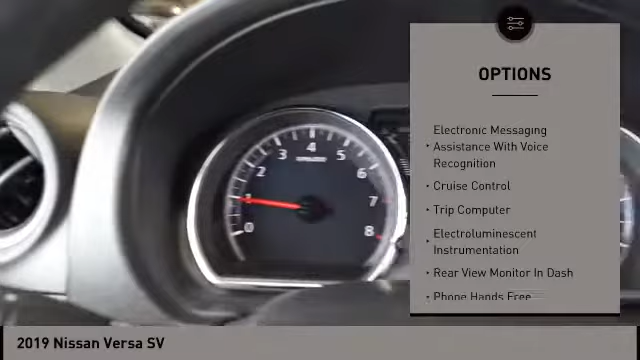 OPTIONS
Electronic Messaging
• Assistance With Voice
Recognition
• Cruise Control
• Trip Computer
• Electroluminescent
Instrumentation
• Rear View Monitor In Dash
• Phone Hands Free
0
1
2
3
4
5
6
7
8
2019 Nissan Versa SV